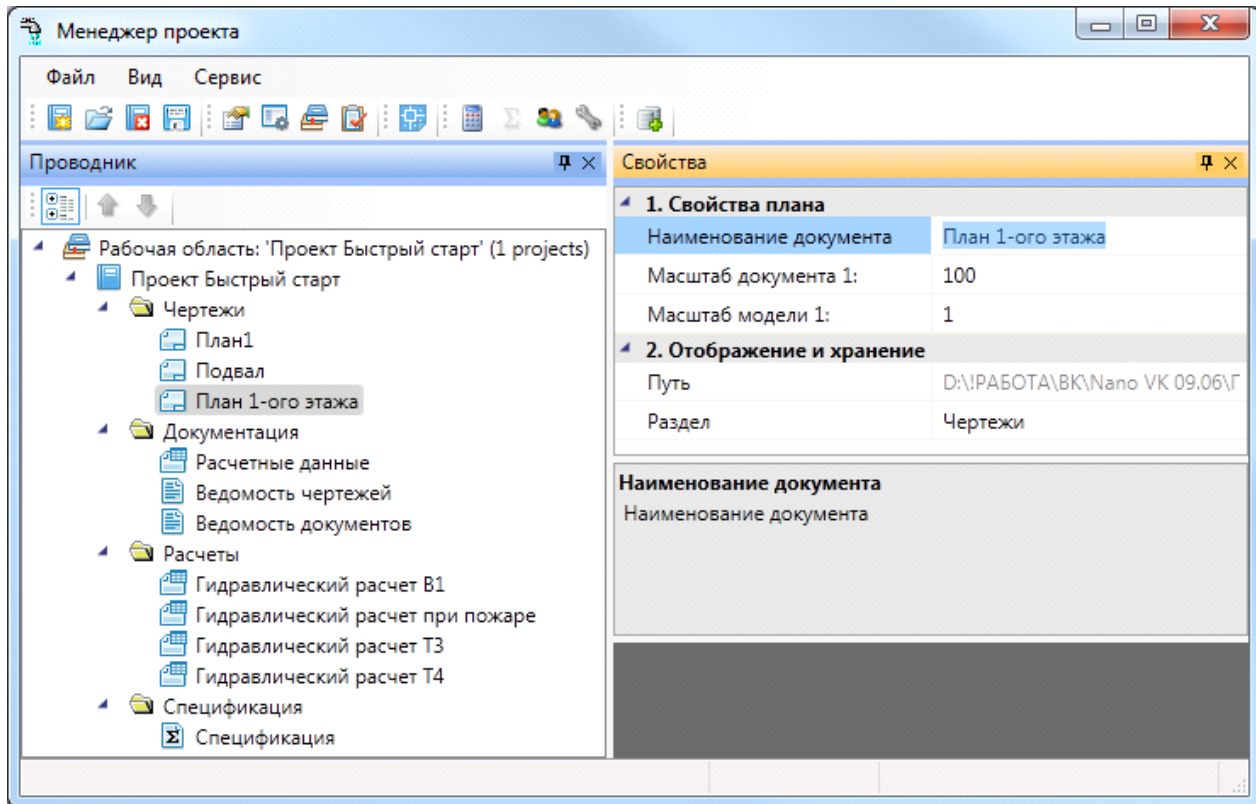 Менеджер проекта
Файл Вид Сервис
Проводник
Рабочая область: 'Проект Быстрый старт' (1 projects)
Проект Быстрый старт
Чертежи
План1
Подвал
План 1-ого этажа
Документация
Расчетные данные
Ведомость чертежей
Ведомость документов
Расчеты
Гидравлический расчет В1
Гидравлический расчет при пожаре
Гидравлический расчет Т3
Гидравлический расчет Т4
Спецификация
Спецификация
Свойства
1. Свойства плана
Наименование документа План 1-ого этажа
Масштаб документа 1: 100
Масштаб модели 1: 1
2. Отображение и хранение
Путь D:\!РАБОТА\ВК\Nano VK 09.06\
Раздел Чертежи
Наименование документа
Наименование документа